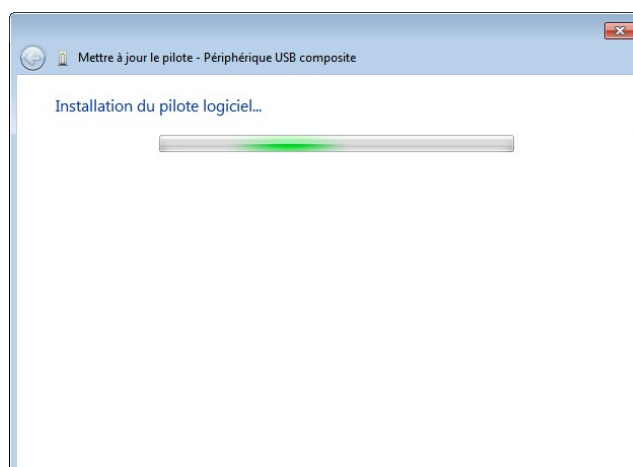 Mettre à jour le pilote - Périphérique USB composite
Installation du pilote logiciel...